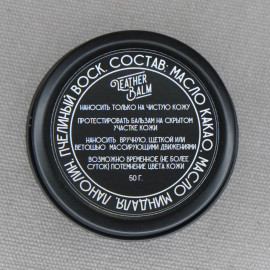 СОСТАВ: МАСЛО КАКАО МАСЛО МИНДАЛЯ ЛАНОЛИН, ПЧЕЛИНЫЙ ВОСК.
LEATHER
BALM
НАНОСИТЬ ТОЛЬКО НА ЧИСТУЮ КОЖУ
ПРОТЕСТИРОВАТЬ БАЛЬЗАМ НА СКРЫТОМ
УЧАСТКЕ КОЖИ
НАНОСИТЬ ВРУЧНУЮ, ЩЕТКОЙ ИЛИ
ВЕТОШЬЮ МАССИРУЮЩИМИ ДВИЖЕНИЯМИ
ВОЗМОЖНО ВРЕМЕННОЕ (НЕ БОЛЕЕ
СУТОК) ПОТЕМНЕНИЕ ЦВЕТА КОЖИ
50 Г.